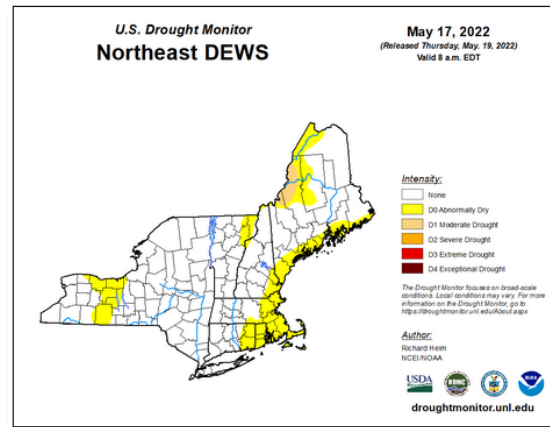 U.S. Drought Monitor
Northeast DEWS
May 17, 2022
(Released Thursday, May. 19, 2022)
Valid 8 a.m. EDT
Intensity:
None
D0 Abnormally Dry
D1 Moderate Drought
D2 Severe Drought
D3 Extreme Drought
D4 Exceptional Drought
The Drought Monitor focuses on broad-scale
conditions. Local conditions may vary. For more
information on the Drought Monitor, go to
https://droughtmonitor.unl.edu/About.aspx
Author:
Richard Heim
NCEI/NOAA
USDA
NDMC
droughtmonitor.unl.edu